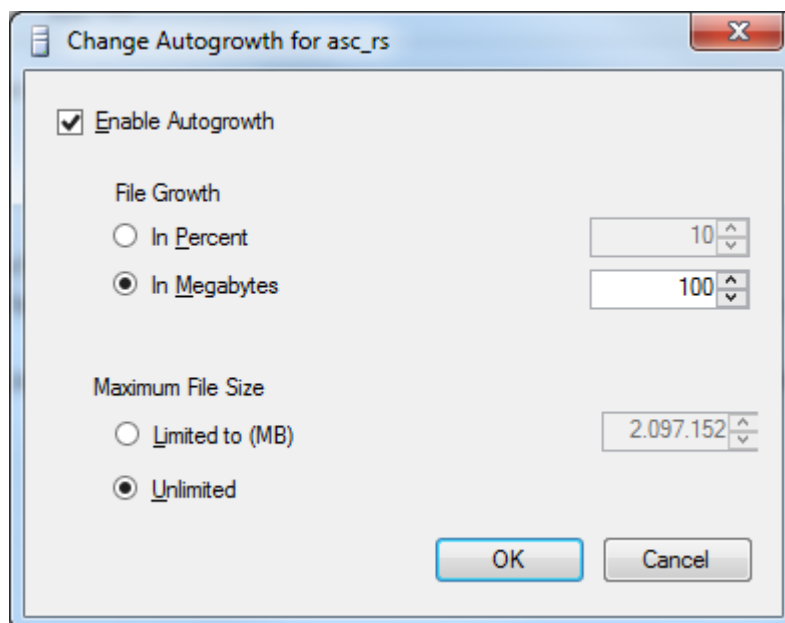 Change Autogrowth for asc_rs
Enable Autogrowth
File Growth
In Percent 10
In Megabytes 100
Maximum File Size
Limited to (MB) 2.097.152
Unlimited
OK Cancel